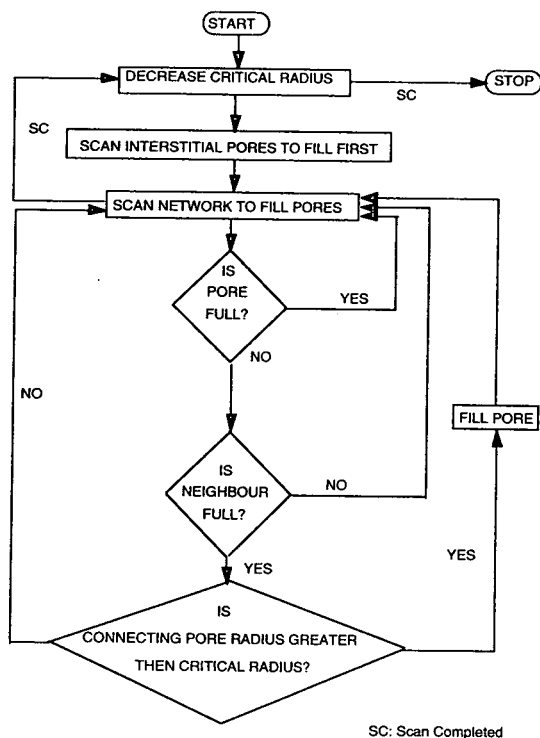 START
DECREASE CRITICAL RADIUS
STOP
SC
SC
SCAN INTERSTITIAL PORES TO FILL FIRST
SCAN NETWORK TO FILL PORES
IS
PORE
FULL?
YES
NO
NO
FILL PORE
IS
NEIGHBOUR
FULL?
NO
YES
YES
IS
CONNECTING PORE RADIUS GREATER
THEN CRITICAL RADIUS?
SC: Scan Completed